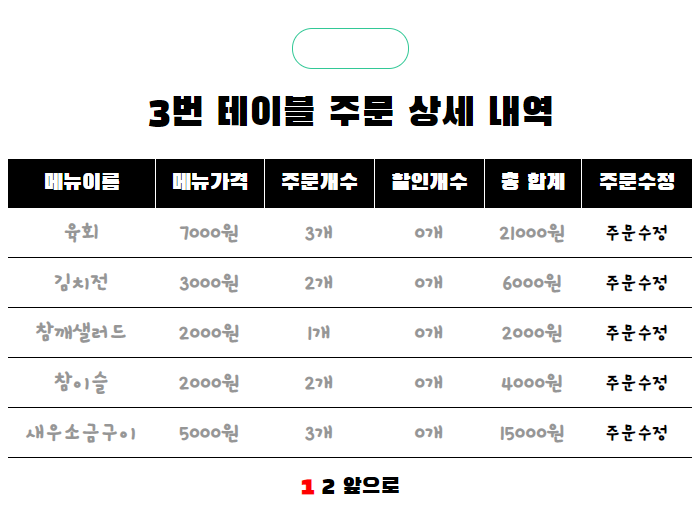 3번 테이블 주문 상세 내역
메뉴이름 메뉴가격 주문개수 할인개수 총 합계 주문수정
육회 7000원 3개 0개 21000원 주문수정
김치전 3000원 2개 0개 6000원 주문수정
참깨샐러드 2000원 1개 0개 2000원 주문수정
참이슬 2000원 2개 0개 4000원 주문수정
새우소금구이 5000원 3개 0개 15000원 주문수정
1 2 앞으로